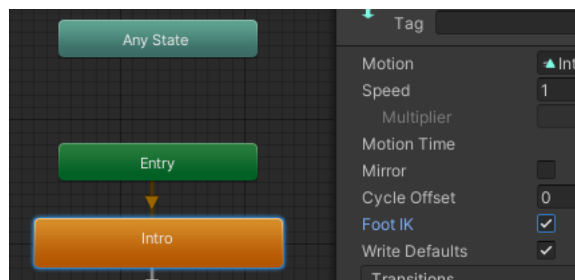 Any State
Entry
Intro
Tag
Motion
Speed
1
Multiplier
Motion Time
Mirror
Cycle Offset
0
Foot IK
Write Defaults
Transitions